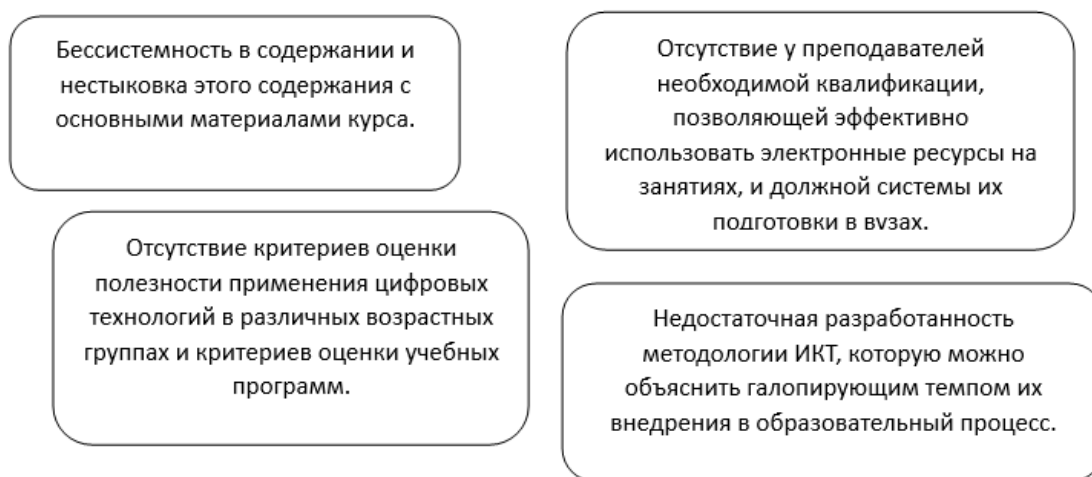 Бессистемность в содержании и
нестыковка этого содержания с
основными материалами курса.
Отсутствие у преподавателей
необходимой квалификации,
позволяющей эффективно
использовать электронные ресурсы на
занятиях, и должной системы их
подготовки в вузах.
Отсутствие критериев оценки
полезности применения цифровых
технологий в различных возрастных
группах и критериев оценки учебных
программ.
Недостаточная разработанность
методологии ИКТ, которую можно
объяснить галопирующим темпом их
внедрения в образовательный процесс.